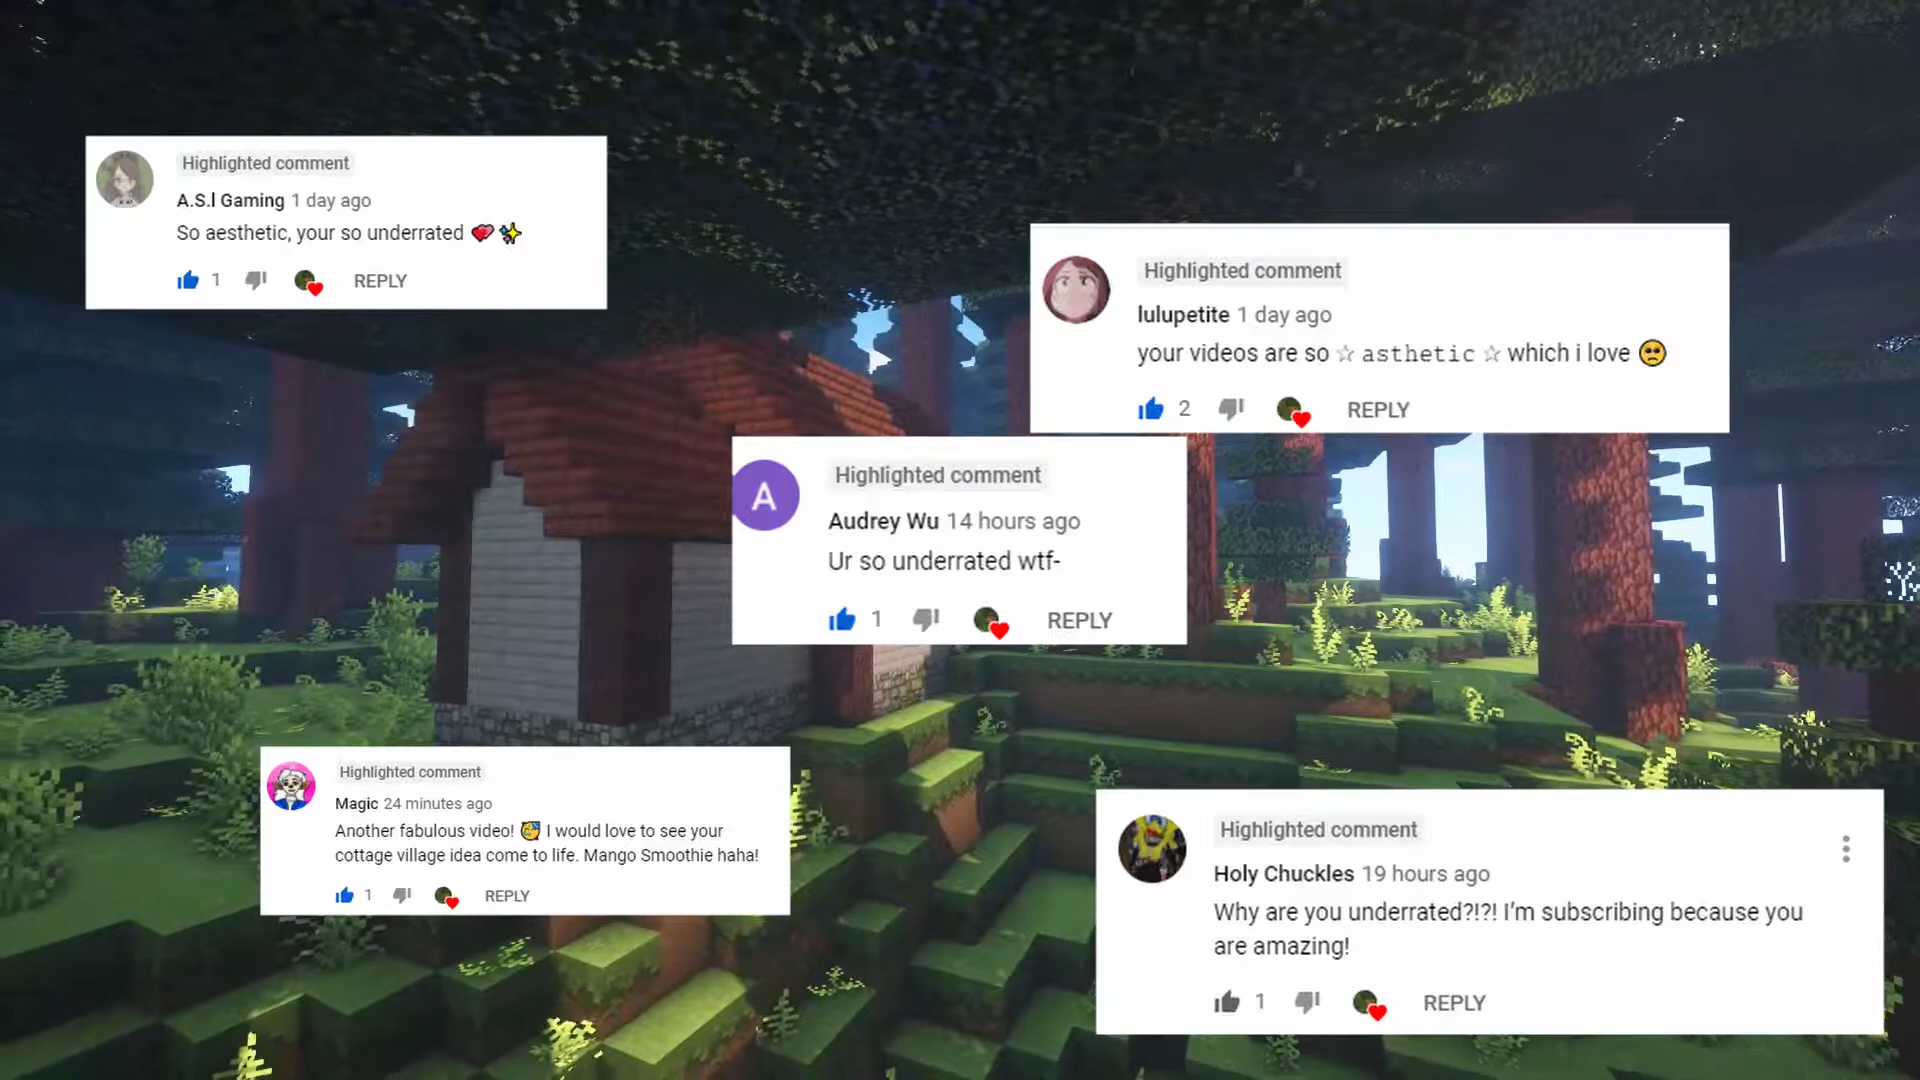 Highlighted comment
A.S.l Gaming 1 day ago
So aesthetic, your so underrated 💞✨
1 REPLY
Highlighted comment
lulupetite 1 day ago
your videos are so ☆ asthetic ☆ which i love 🥺
2 REPLY
A
Highlighted comment
Audrey Wu 14 hours ago
Ur so underrated wtf-
1 REPLY
Highlighted comment
Magic 24 minutes ago
Another fabulous video! 🥳 I would love to see your
cottage village idea come to life. Mango Smoothie haha!
1 REPLY
Highlighted comment
Holy Chuckles 19 hours ago
Why are you underrated?!?! I'm subscribing because you
are amazing!
1 REPLY